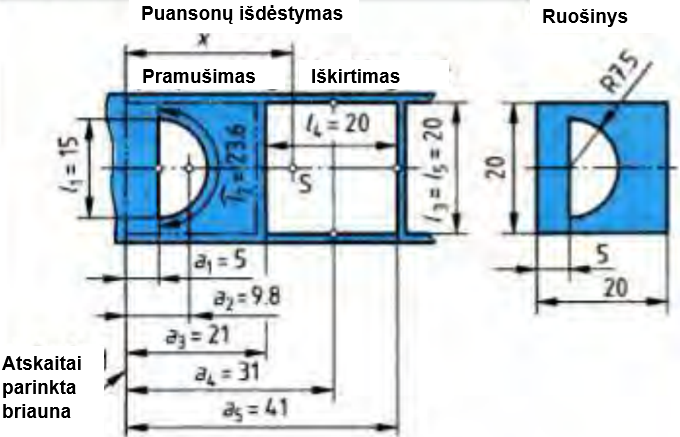 Puansonų išdėstymas
Ruošinys
x
Pramušimas
Iškirtimas
R7.5
l₄ = 20
l₁ = 15
l₂ = 23.6
S
l₃ = l₅ = 20
20
a₁ = 5
5
a₂ = 9.8
20
a₃ = 21
Atskaitai
parinkta
briauna
a₄ = 31
a₅ = 41